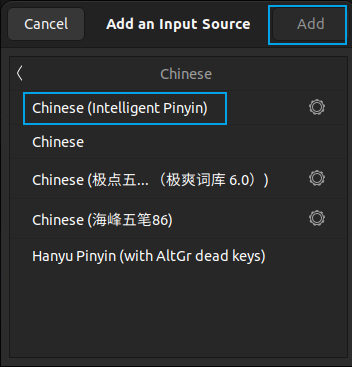 Cancel Add an Input Source Add
Chinese
Chinese (Intelligent Pinyin)
Chinese
Chinese (极点五... （极爽词库 6.0）)
Chinese (海峰五笔86)
Hanyu Pinyin (with AltGr dead keys)